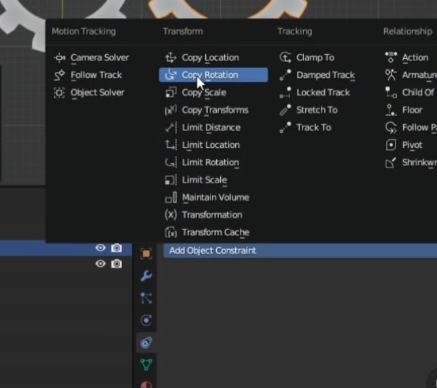 Motion Tracking
Camera Solver
Follow Track
Object Solver
Transform
Copy Location
Copy Rotation
Copy Scale
Copy Transforms
Limit Distance
Limit Location
Limit Rotation
Limit Scale
Maintain Volume
Transformation
Transform Cache
Tracking
Clamp To
Damped Track
Locked Track
Stretch To
Track To
Relationship
Action
Armatur
Child Of
Floor
Follow P
Pivot
Shrinkw
Add Object Constraint